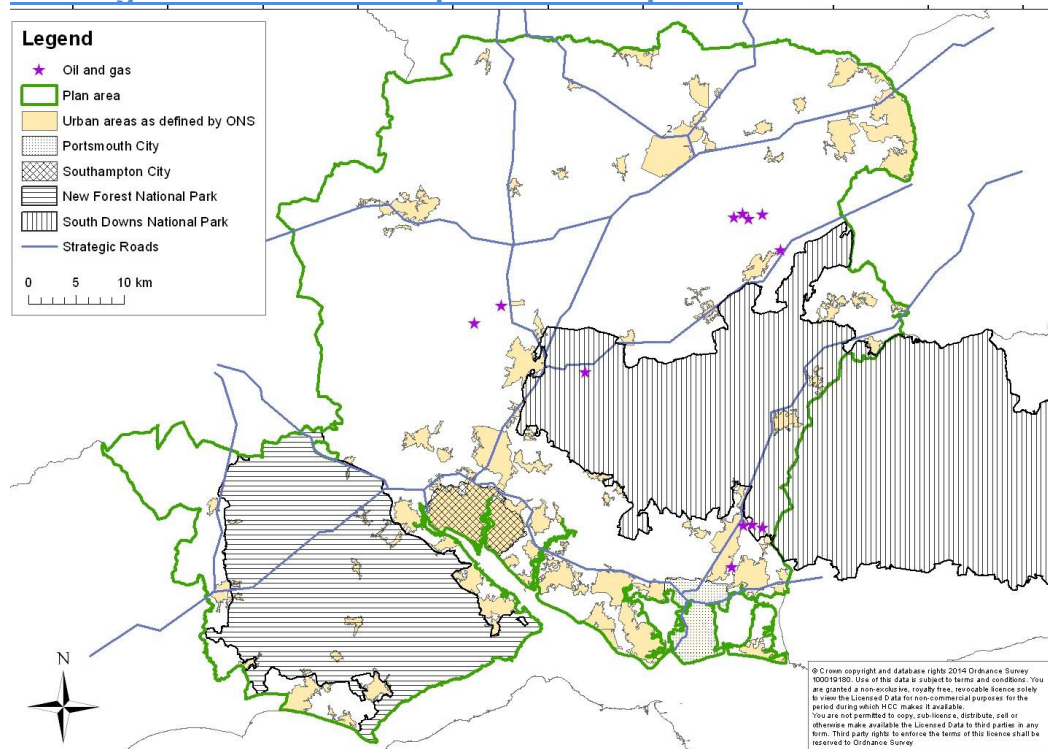 Legend
Oil and gas
Plan area
Urban areas as defined by ONS
Portsmouth City
Southampton City
New Forest National Park
South Downs National Park
Strategic Roads
0 5 10 km
2
N
© Crown copyright and database rights 2014 Ordnance Survey
100019180. Use of this data is subject to terms and conditions. You
are granted a non-exclusive, royalty free, revocable licence solely
to view the Licensed Data for non-commercial purposes for the
period during which HCC makes it available.
You are not permitted to copy, sub-license, distribute, sell or
otherwise make available the Licensed Data to third parties in any
form. Third party rights to enforce the terms of this licence shall be
reserved to Ordnance Survey